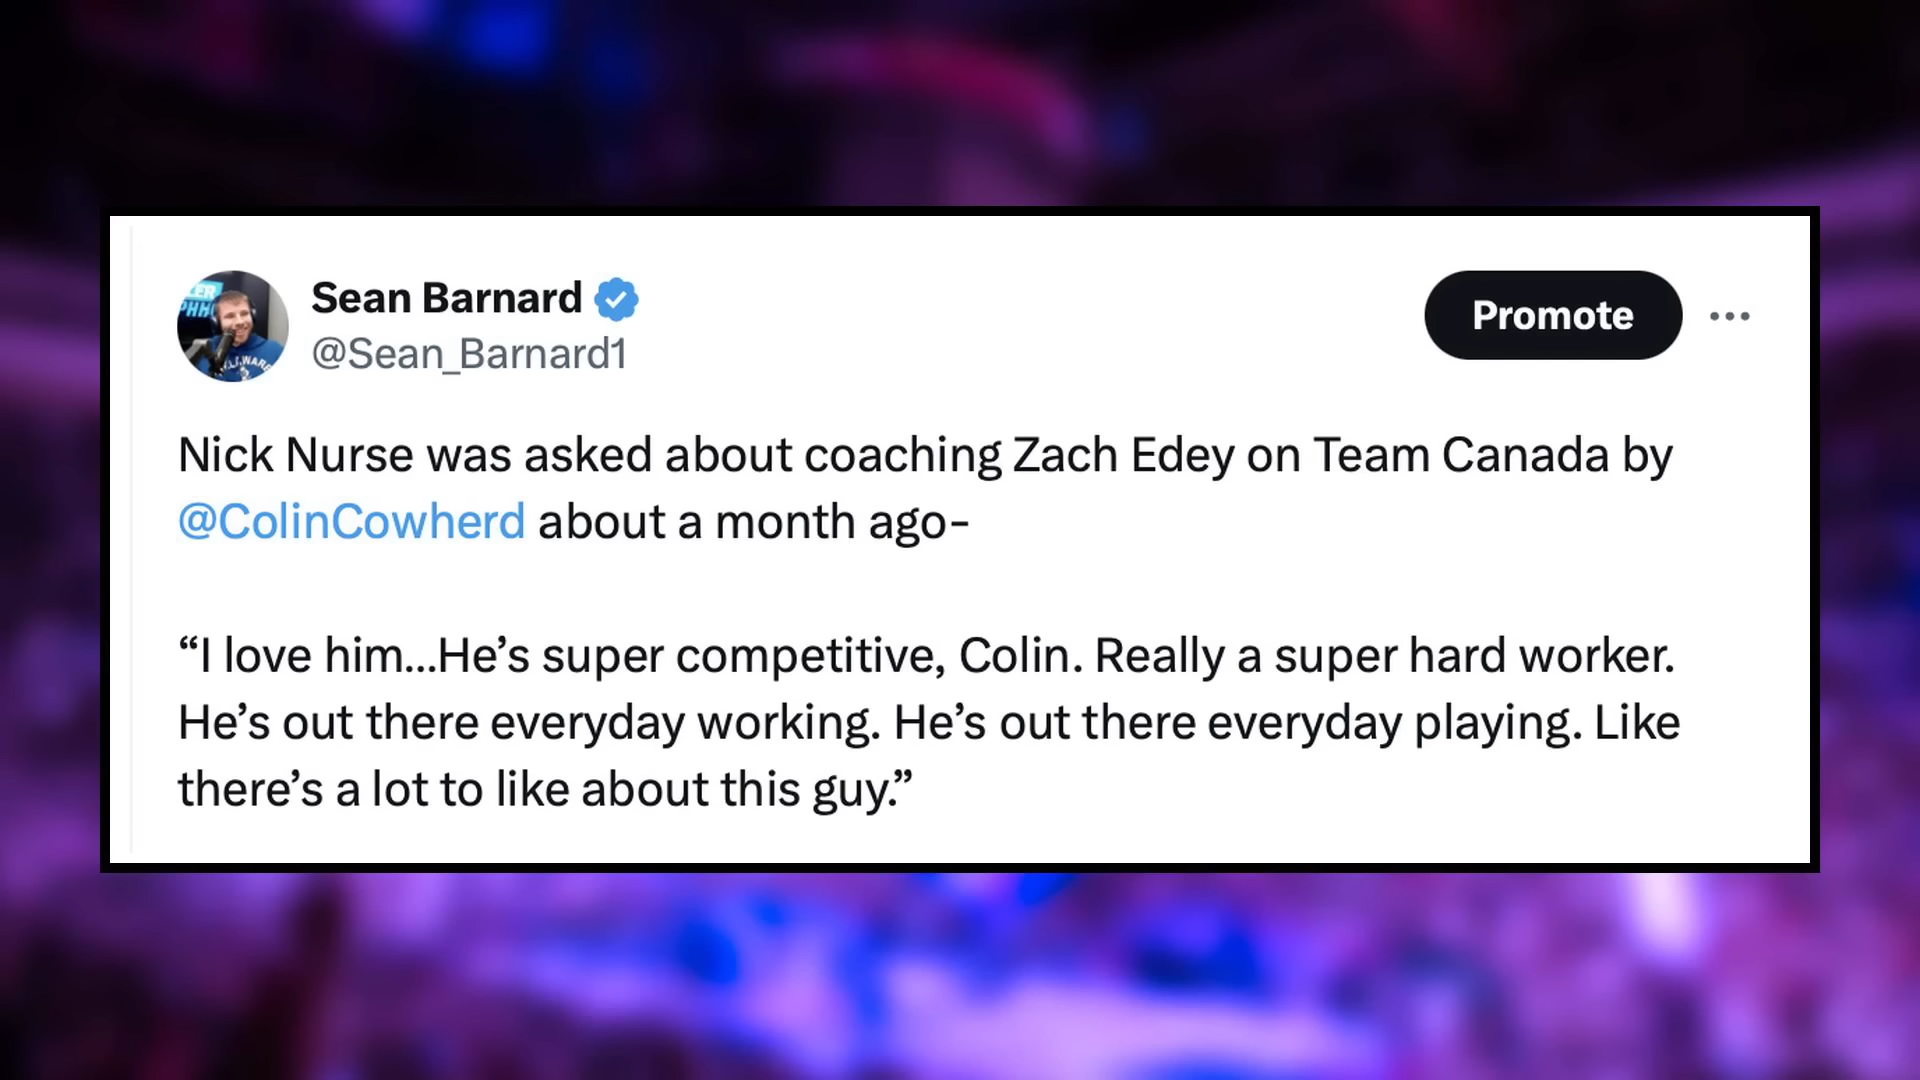 Sean Barnard
@Sean_Barnard1
Promote
Nick Nurse was asked about coaching Zach Edey on Team Canada by
@ColinCowherd about a month ago-
“I love him...He’s super competitive, Colin. Really a super hard worker.
He’s out there everyday working. He’s out there everyday playing. Like
there’s a lot to like about this guy.”